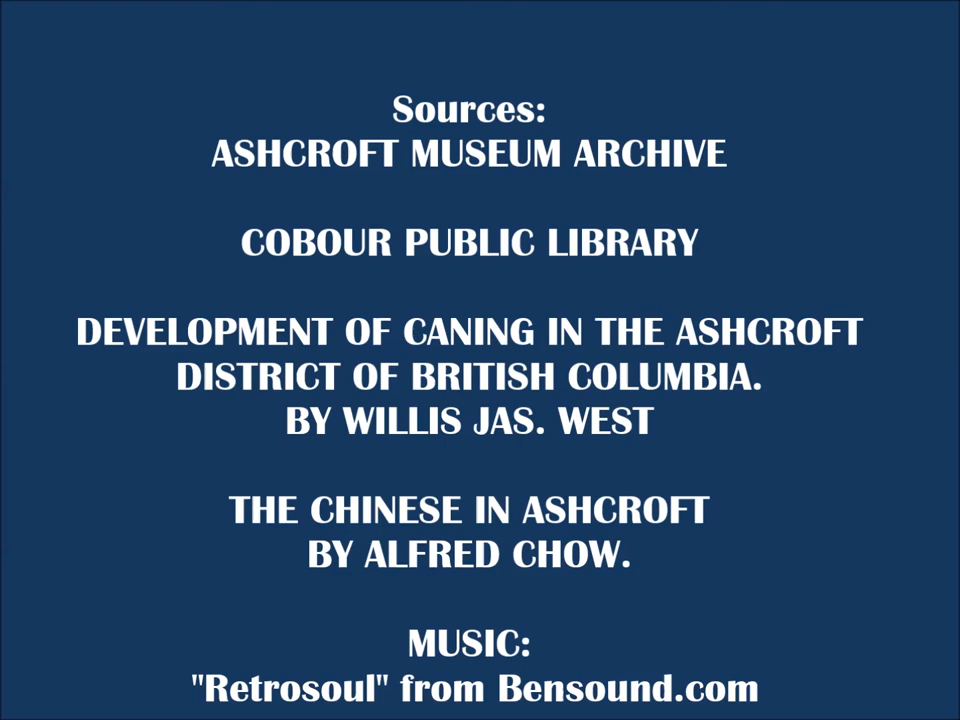 Sources:
ASHCROFT MUSEUM ARCHIVE
COBOUR PUBLIC LIBRARY
DEVELOPMENT OF CANING IN THE ASHCROFT
DISTRICT OF BRITISH COLUMBIA.
BY WILLIS JAS. WEST
THE CHINESE IN ASHCROFT
BY ALFRED CHOW.
MUSIC:
"Retrosoul" from Bensound.com